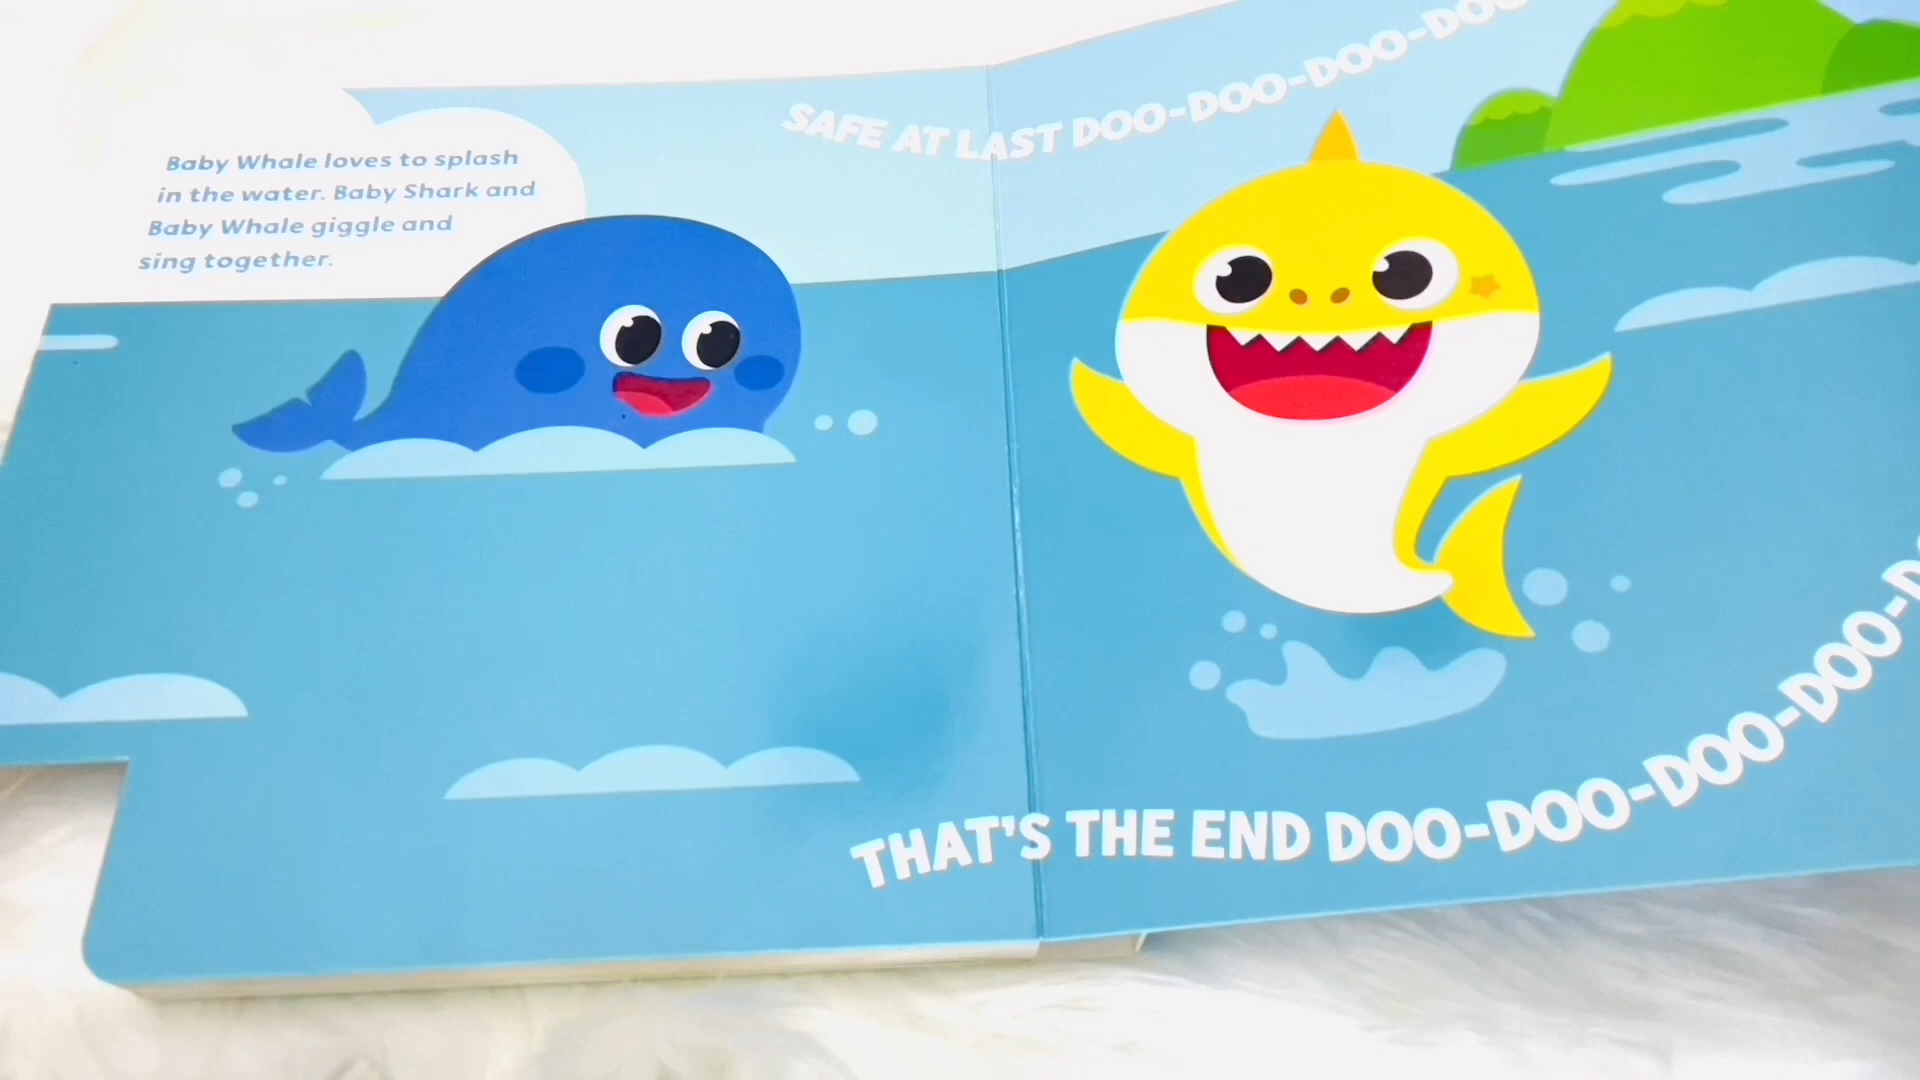 Baby Whale loves to splash
in the water. Baby Shark and
Baby Whale giggle and
sing together.
SAFE AT LAST DOO-DOO-DOO-DOO
THAT'S THE END DOO-DOO-DOO-DOO-